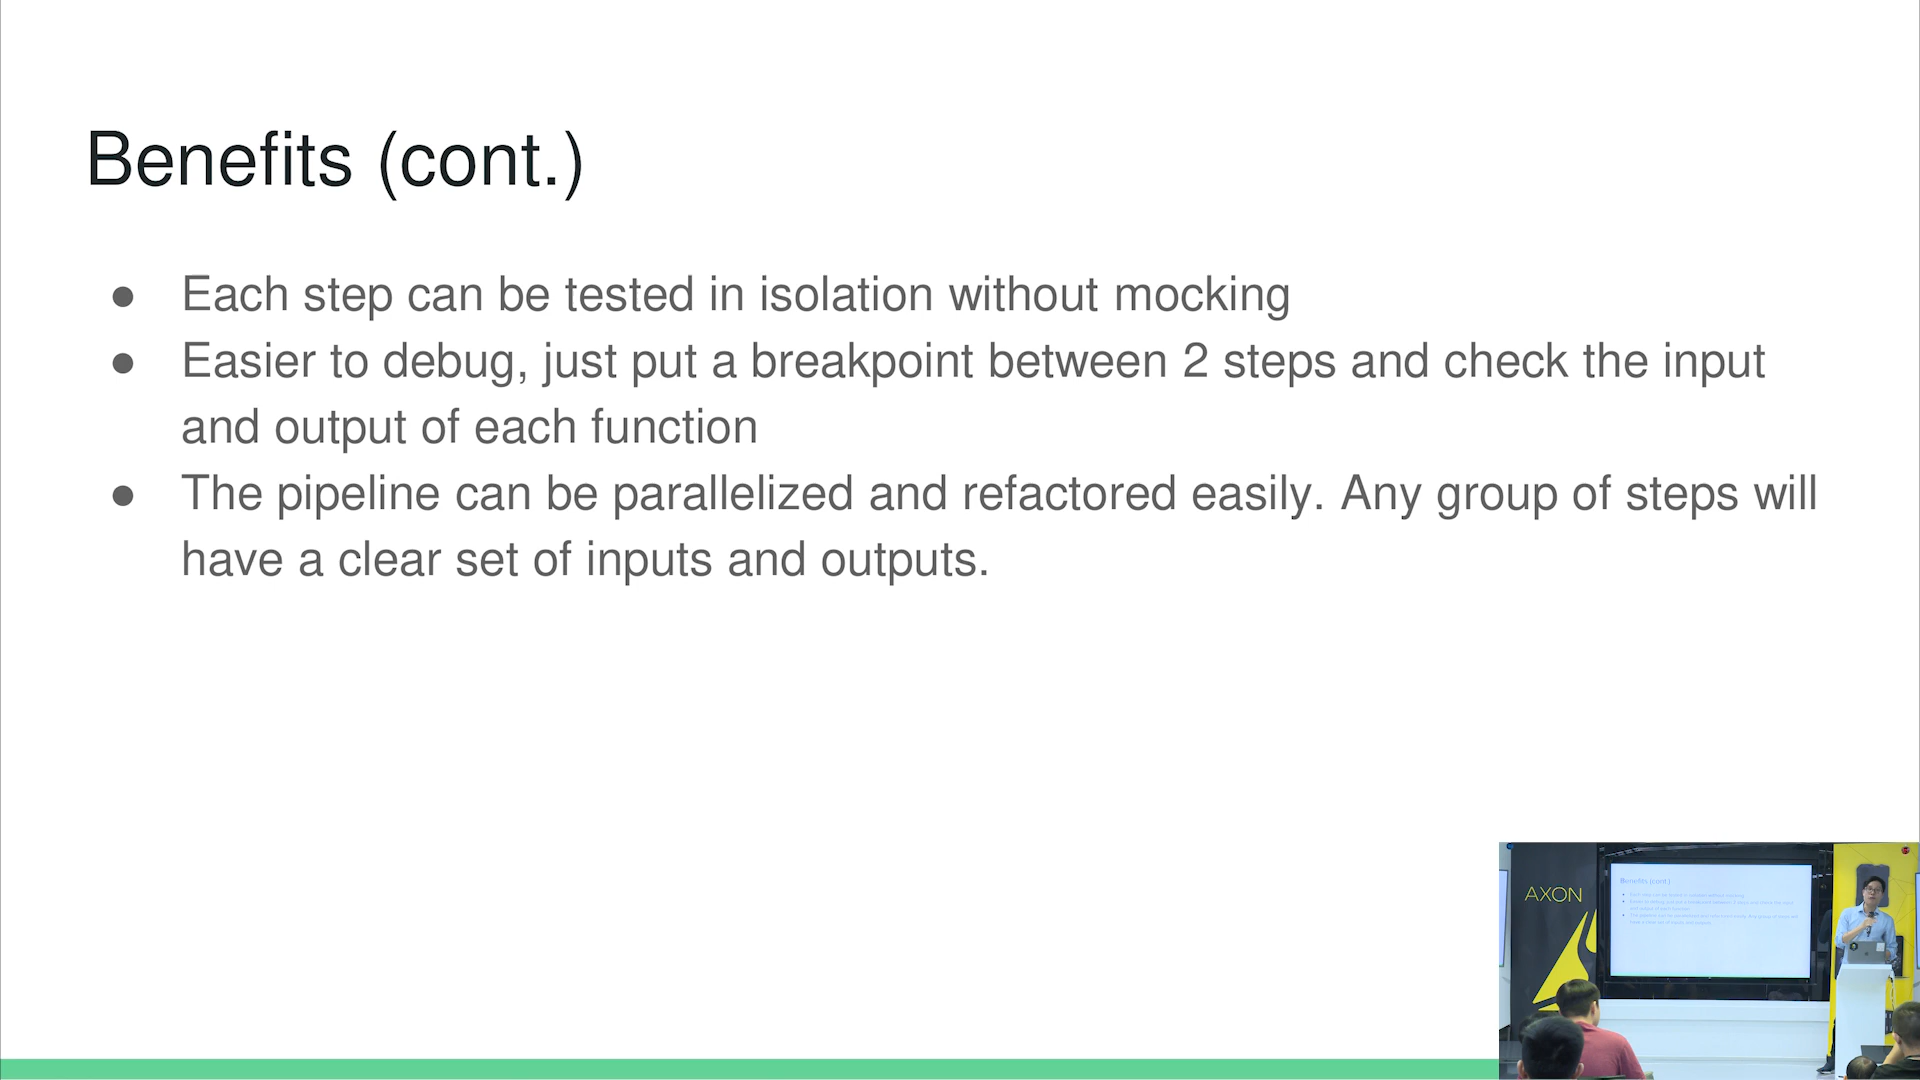 Benefits (cont.)
● Each step can be tested in isolation without mocking
● Easier to debug, just put a breakpoint between 2 steps and check the input
and output of each function
● The pipeline can be parallelized and refactored easily. Any group of steps will
have a clear set of inputs and outputs.
AXON
Benefits (cont.)